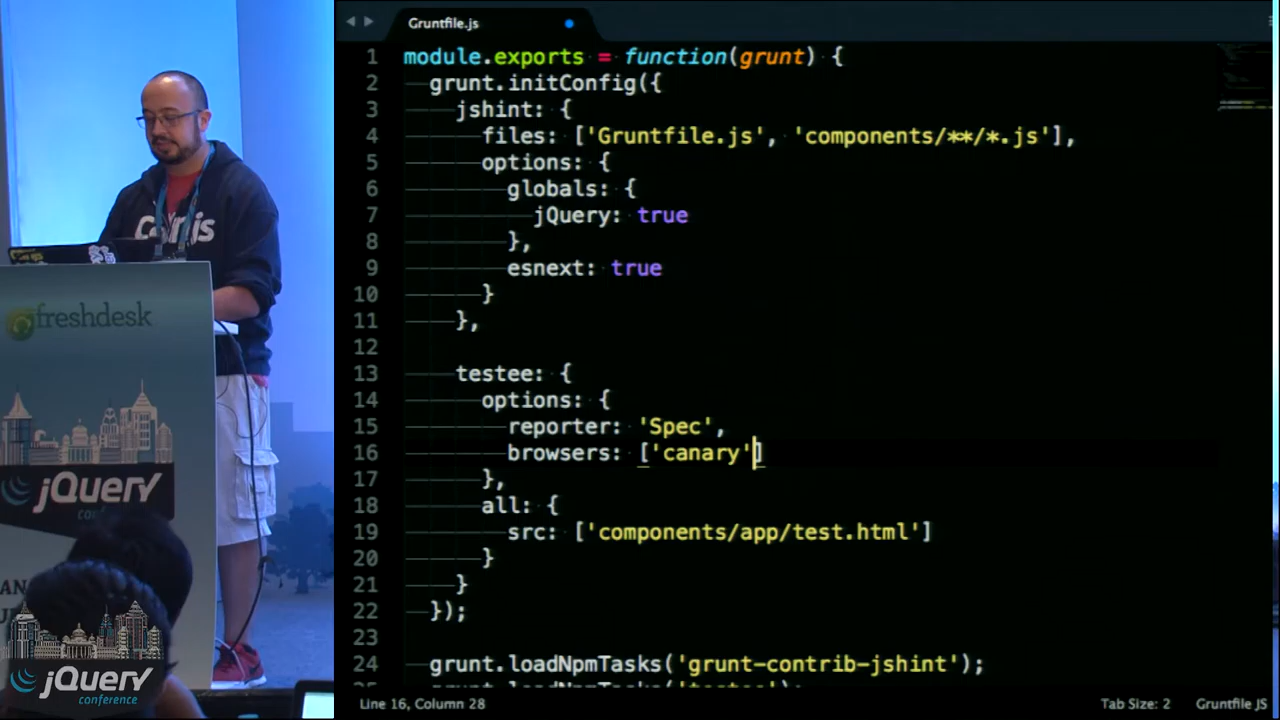 Gruntfile.js
1 module.exports = function(grunt) {
2 grunt.initConfig({
3 jshint: {
4 files: ['Gruntfile.js', 'components/**/*.js'],
5 options: {
6 globals: {
7 jQuery: true
8 },
9 esnext: true
10 }
11 },
12
13 testee: {
14 options: {
15 reporter: 'Spec',
16 browsers: ['canary']
17 },
18 all: {
19 src: ['components/app/test.html']
20 }
21 }
22 });
23
24 grunt.loadNpmTasks('grunt-contrib-jshint');
Line 16, Column 28
Tab Size: 2
Gruntfile JS
freshdesk
jQuery
jQuery
conference